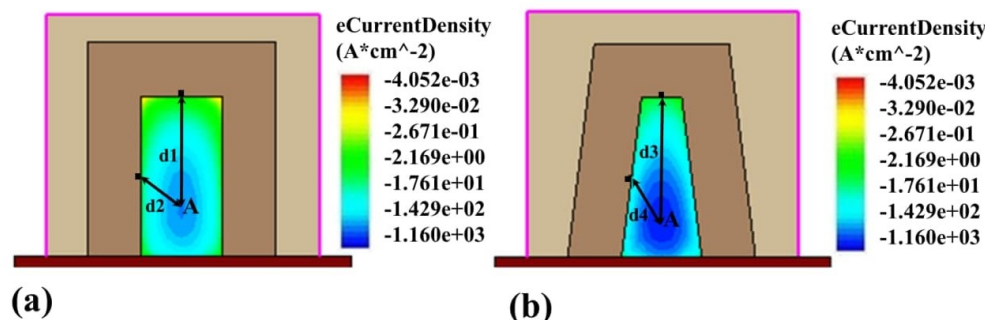 eCurrentDensity
(A*cm^-2)
-4.052e-03
-3.290e-02
-2.671e-01
-2.169e+00
-1.761e+01
-1.429e+02
-1.160e+03
d1
d2
A
(a)
eCurrentDensity
(A*cm^-2)
-4.052e-03
-3.290e-02
-2.671e-01
-2.169e+00
-1.761e+01
-1.429e+02
-1.160e+03
d3
d4
A
(b)